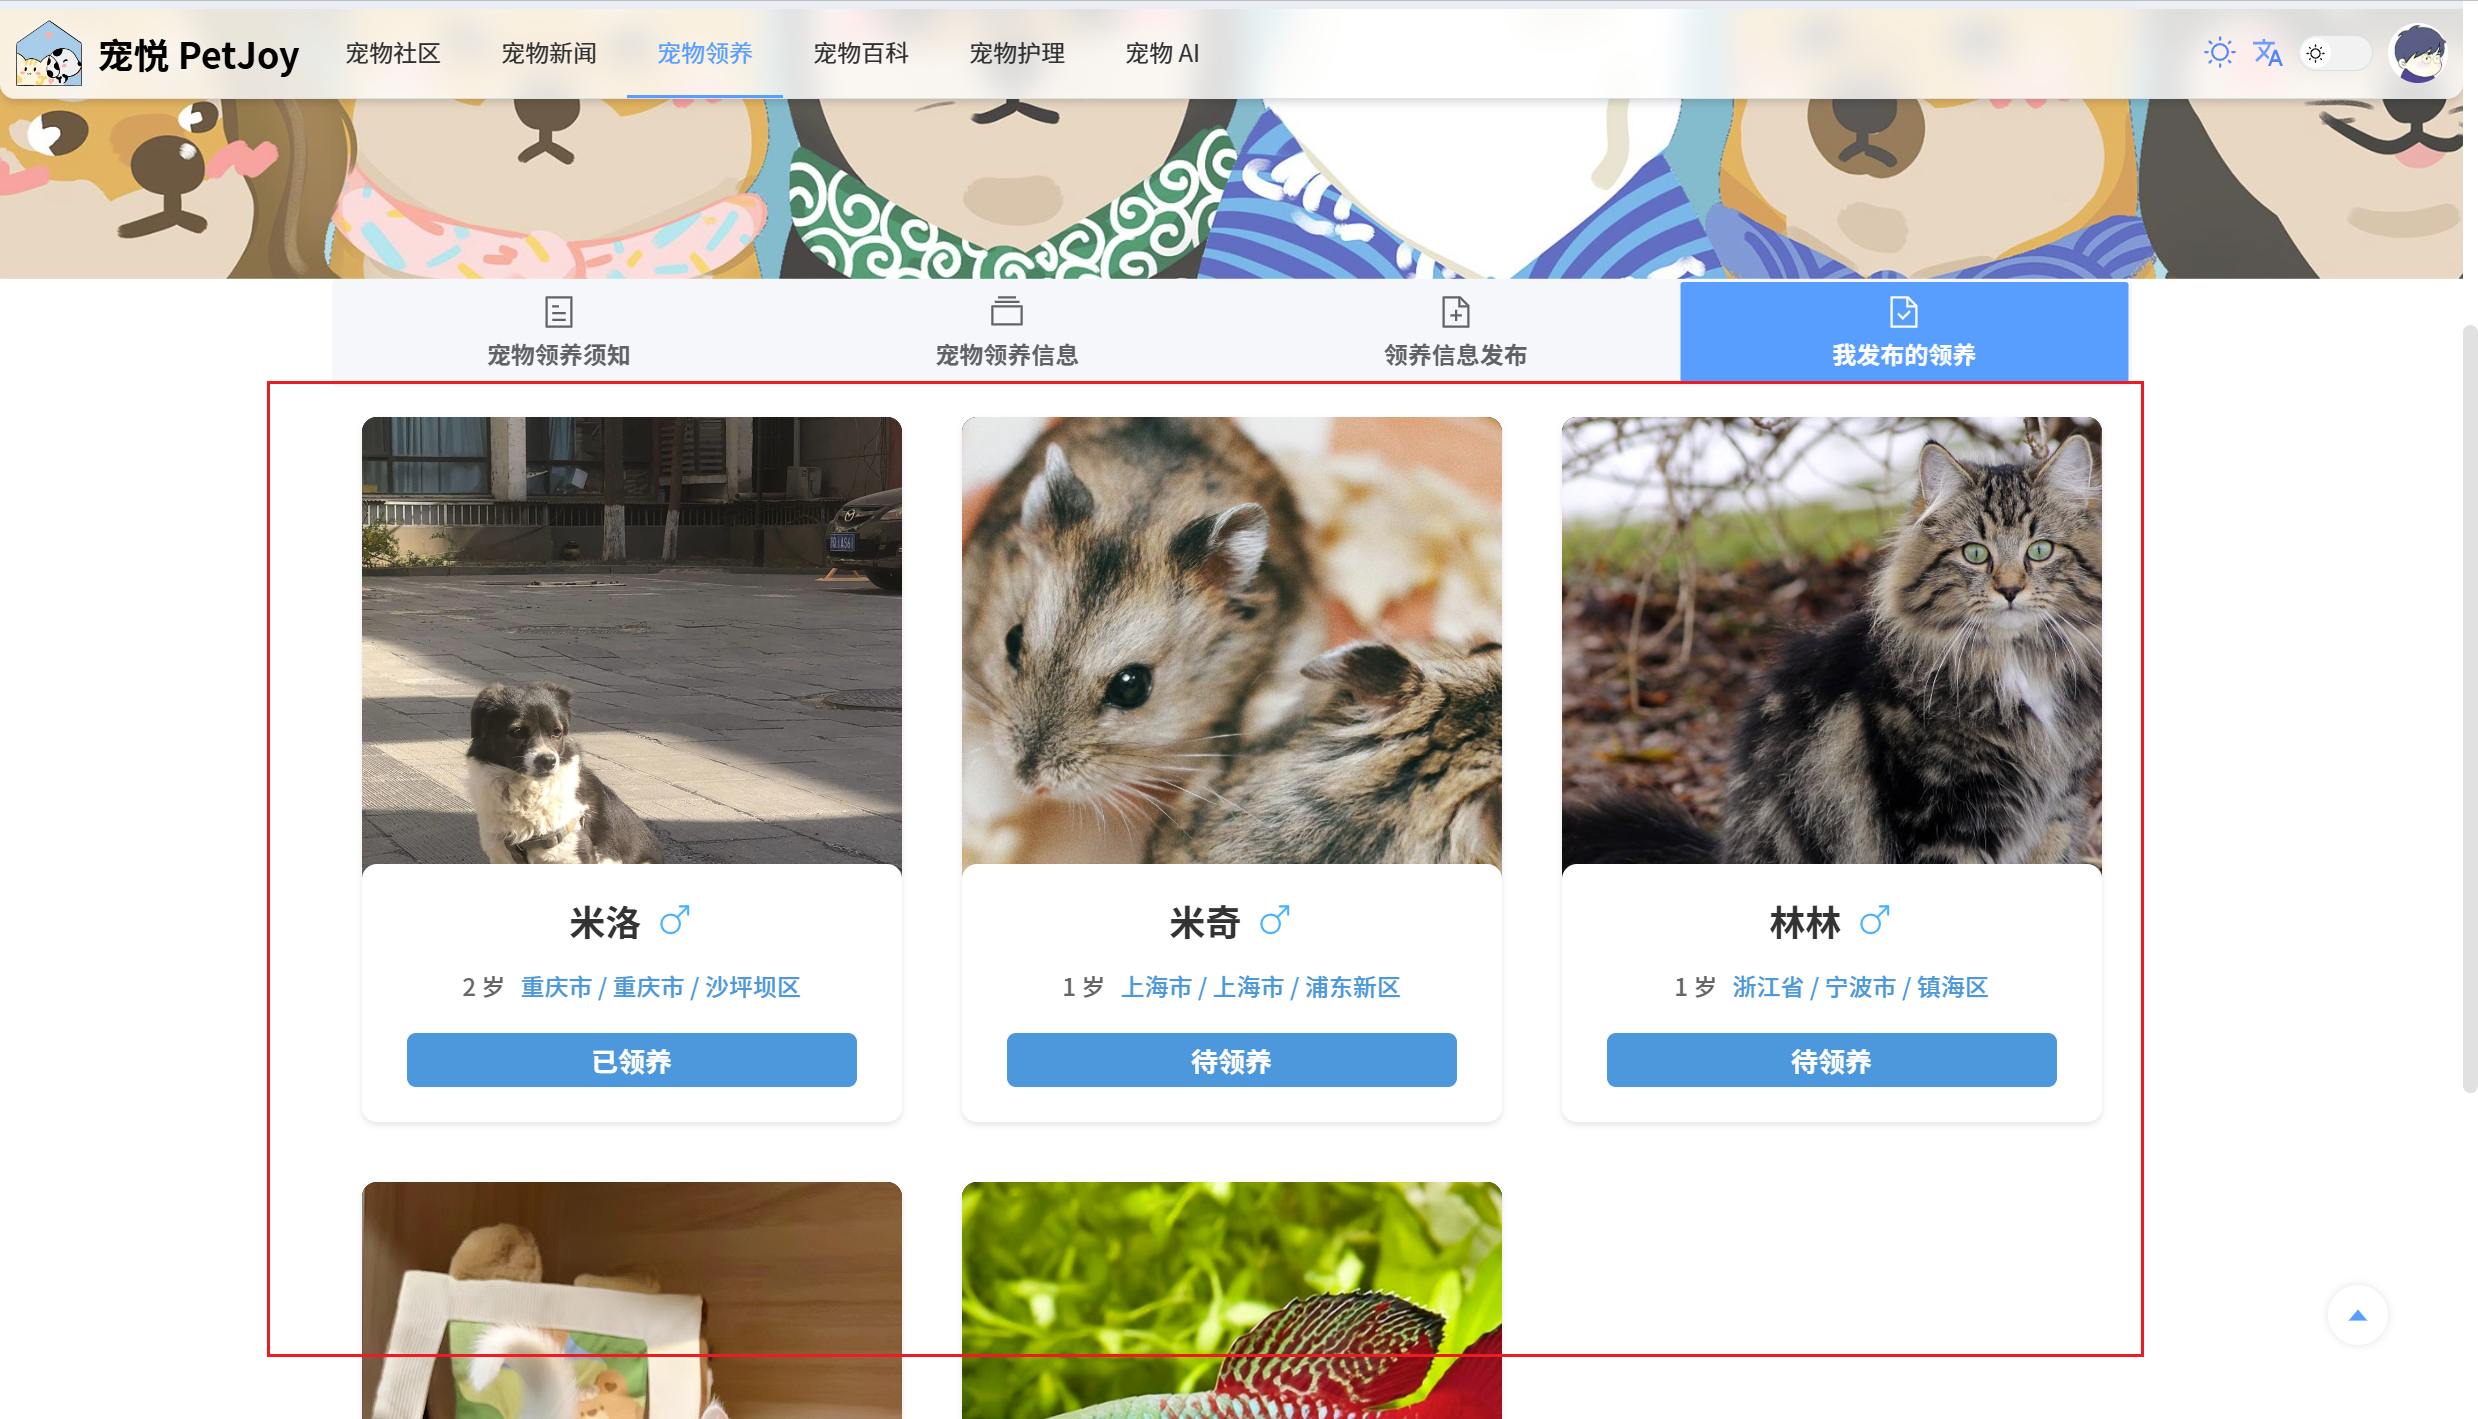 宠悦 PetJoy 宠物社区 宠物新闻 宠物领养 宠物百科 宠物护理 宠物 AI
宠物领养须知 宠物领养信息 领养信息发布 我发布的领养
米洛
2 岁 重庆市 / 重庆市 / 沙坪坝区
已领养
米奇
1 岁 上海市 / 上海市 / 浦东新区
待领养
林林
1 岁 浙江省 / 宁波市 / 镇海区
待领养